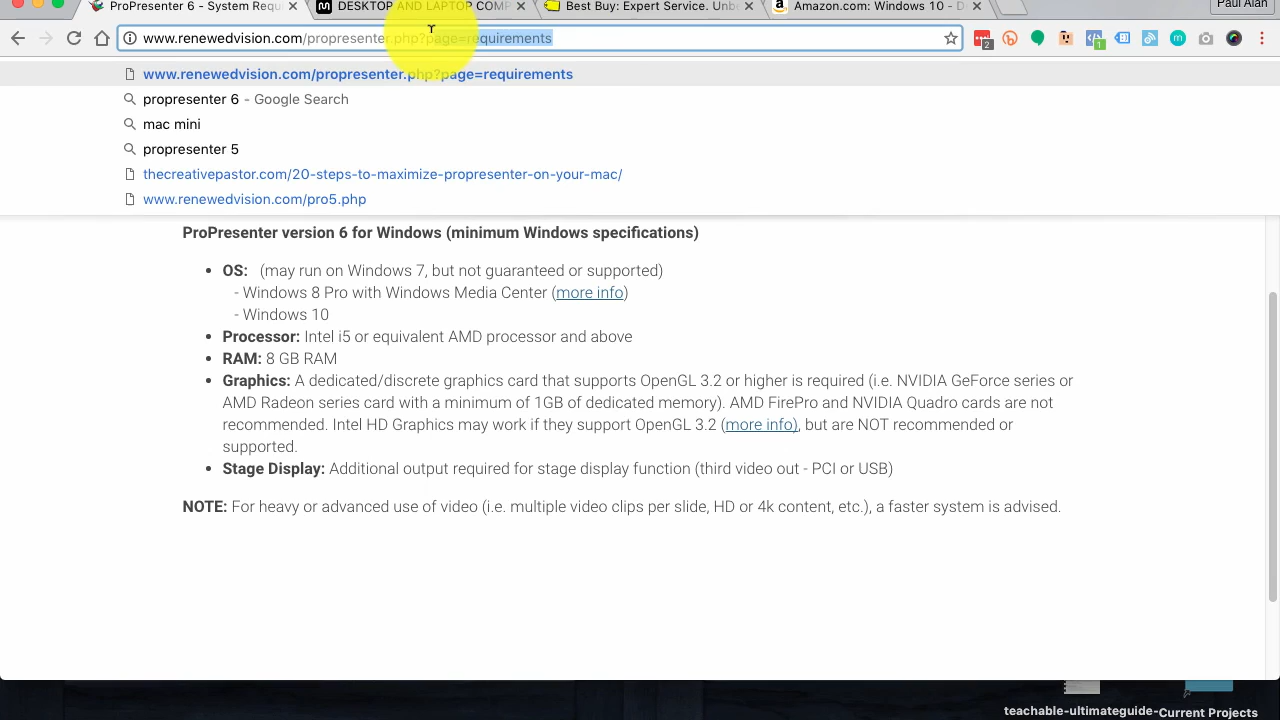 ProPresenter 6 - System Requ
DESKTOP AND LAPTOP COMP
Best Buy: Expert Service. Unb
Amazon.com: Windows 10 - D
Paul Alan
www.renewedvision.com/propresenter.php?page=requirements
2
1
www.renewedvision.com/propresenter.php?page=requirements
propresenter 6 - Google Search
mac mini
propresenter 5
thecreativepastor.com/20-steps-to-maximize-propresenter-on-your-mac/
www.renewedvision.com/pro5.php
ProPresenter version 6 for Windows (minimum Windows specifications)
• OS: (may run on Windows 7, but not guaranteed or supported)
- Windows 8 Pro with Windows Media Center (more info)
- Windows 10
• Processor: Intel i5 or equivalent AMD processor and above
• RAM: 8 GB RAM
• Graphics: A dedicated/discrete graphics card that supports OpenGL 3.2 or higher is required (i.e. NVIDIA GeForce series or
AMD Radeon series card with a minimum of 1GB of dedicated memory). AMD FirePro and NVIDIA Quadro cards are not
recommended. Intel HD Graphics may work if they support OpenGL 3.2 (more info), but are NOT recommended or
supported.
• Stage Display: Additional output required for stage display function (third video out - PCI or USB)
NOTE: For heavy or advanced use of video (i.e. multiple video clips per slide, HD or 4k content, etc.), a faster system is advised.
teachable-ultimateguide-
Current Projects